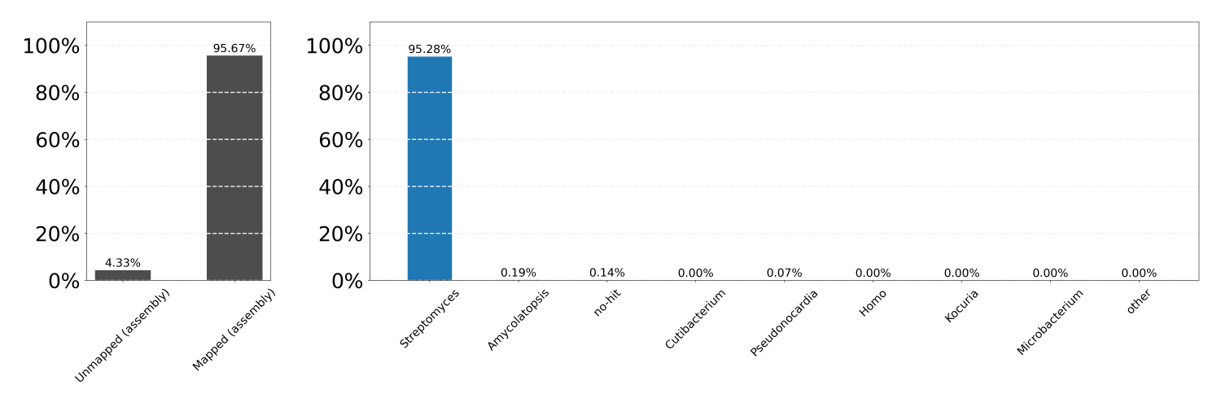 100%
80%
60%
40%
20%
0%
4.33%
95.67%
Unmapped (assembly)
Mapped (assembly)
100%
80%
60%
40%
20%
0%
95.28%
0.19%
0.14%
0.00%
0.07%
0.00%
0.00%
0.00%
0.00%
Streptomyces
Amycolatopsis
no-hit
Cutibacterium
Pseudonocardia
Homo
Kocuria
Microbacterium
other